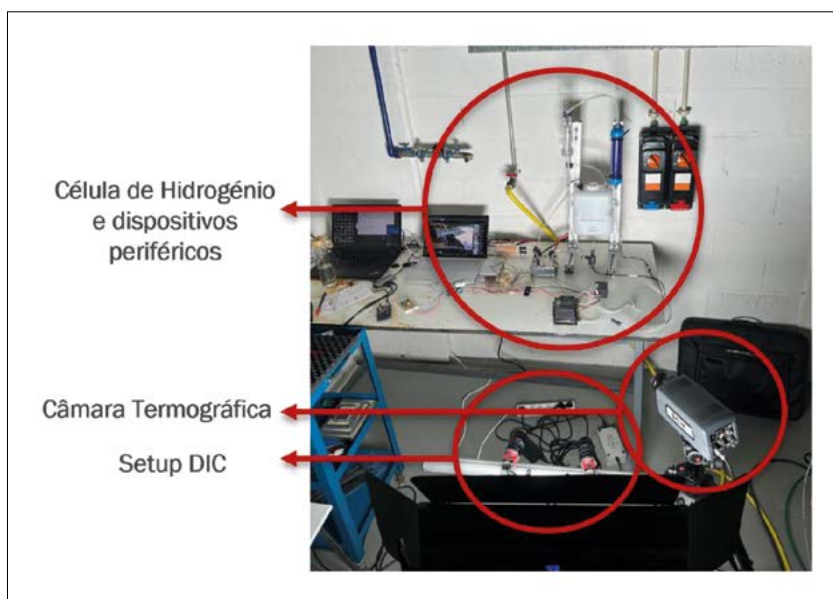 Célula de Hidrogénio
e dispositivos
periféricos
Câmara Termográfica
Setup DIC